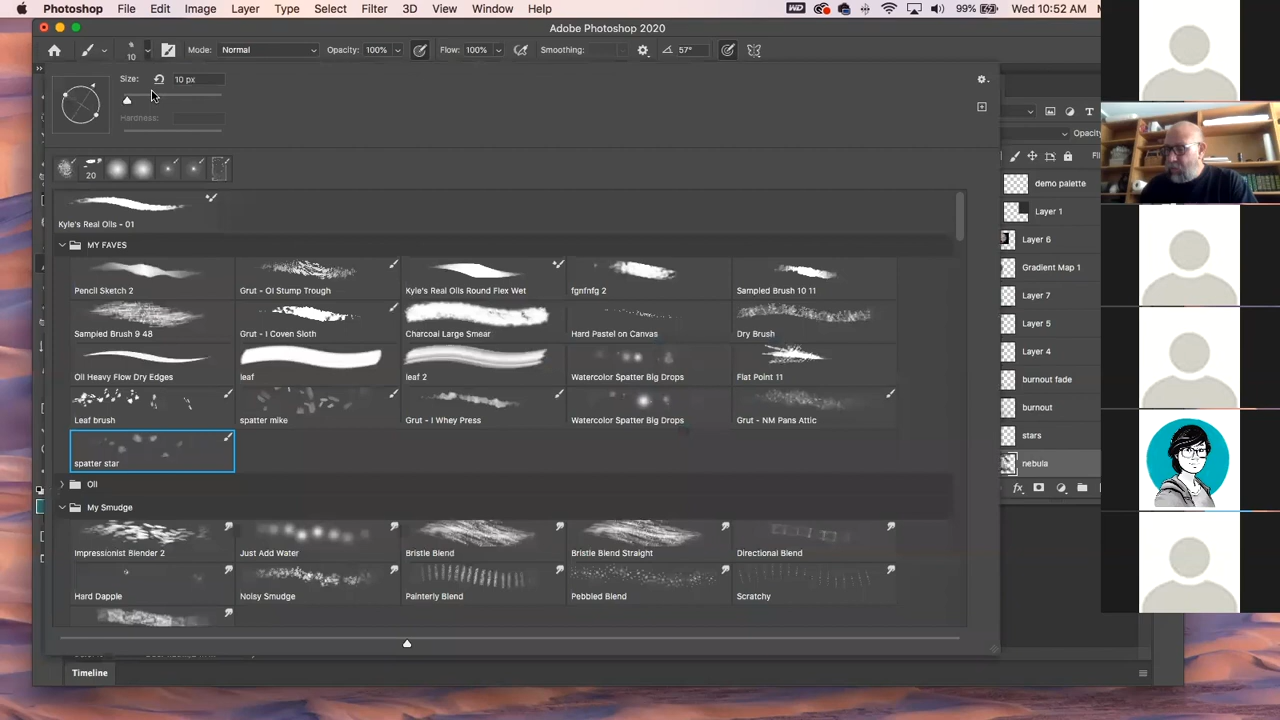 Photoshop File Edit Image Layer Type Select Filter 3D View Window Help 99% Wed 10:52 AM
Adobe Photoshop 2020
10 Mode: Normal Opacity: 100% Flow: 100% Smoothing: 57°
Size: 10 px
Opacity
Hardness:
20
Kyle's Real Oils - 01
MY FAVES
Pencil Sketch 2 Grut - OI Stump Trough Kyle's Real Oils Round Flex Wet fgnfnfg 2 Sampled Brush 10 11
Sampled Brush 9 48 Grut - I Coven Sloth Charcoal Large Smear Hard Pastel on Canvas Dry Brush
Oil Heavy Flow Dry Edges leaf leaf 2 Watercolor Spatter Big Drops Flat Point 11
Leaf brush spatter mike Grut - I Whey Press Watercolor Spatter Big Drops Grut - NM Pans Attic
spatter star
Oil
My Smudge
Impressionist Blender 2 Just Add Water Bristle Blend Bristle Blend Straight Directional Blend
Hard Dapple Noisy Smudge Painterly Blend Pebbled Blend Scratchy
demo palette
Layer 1
Layer 6
Gradient Map 1
Layer 7
Layer 5
Layer 4
burnout fade
burnout
stars
nebula
fx
Timeline